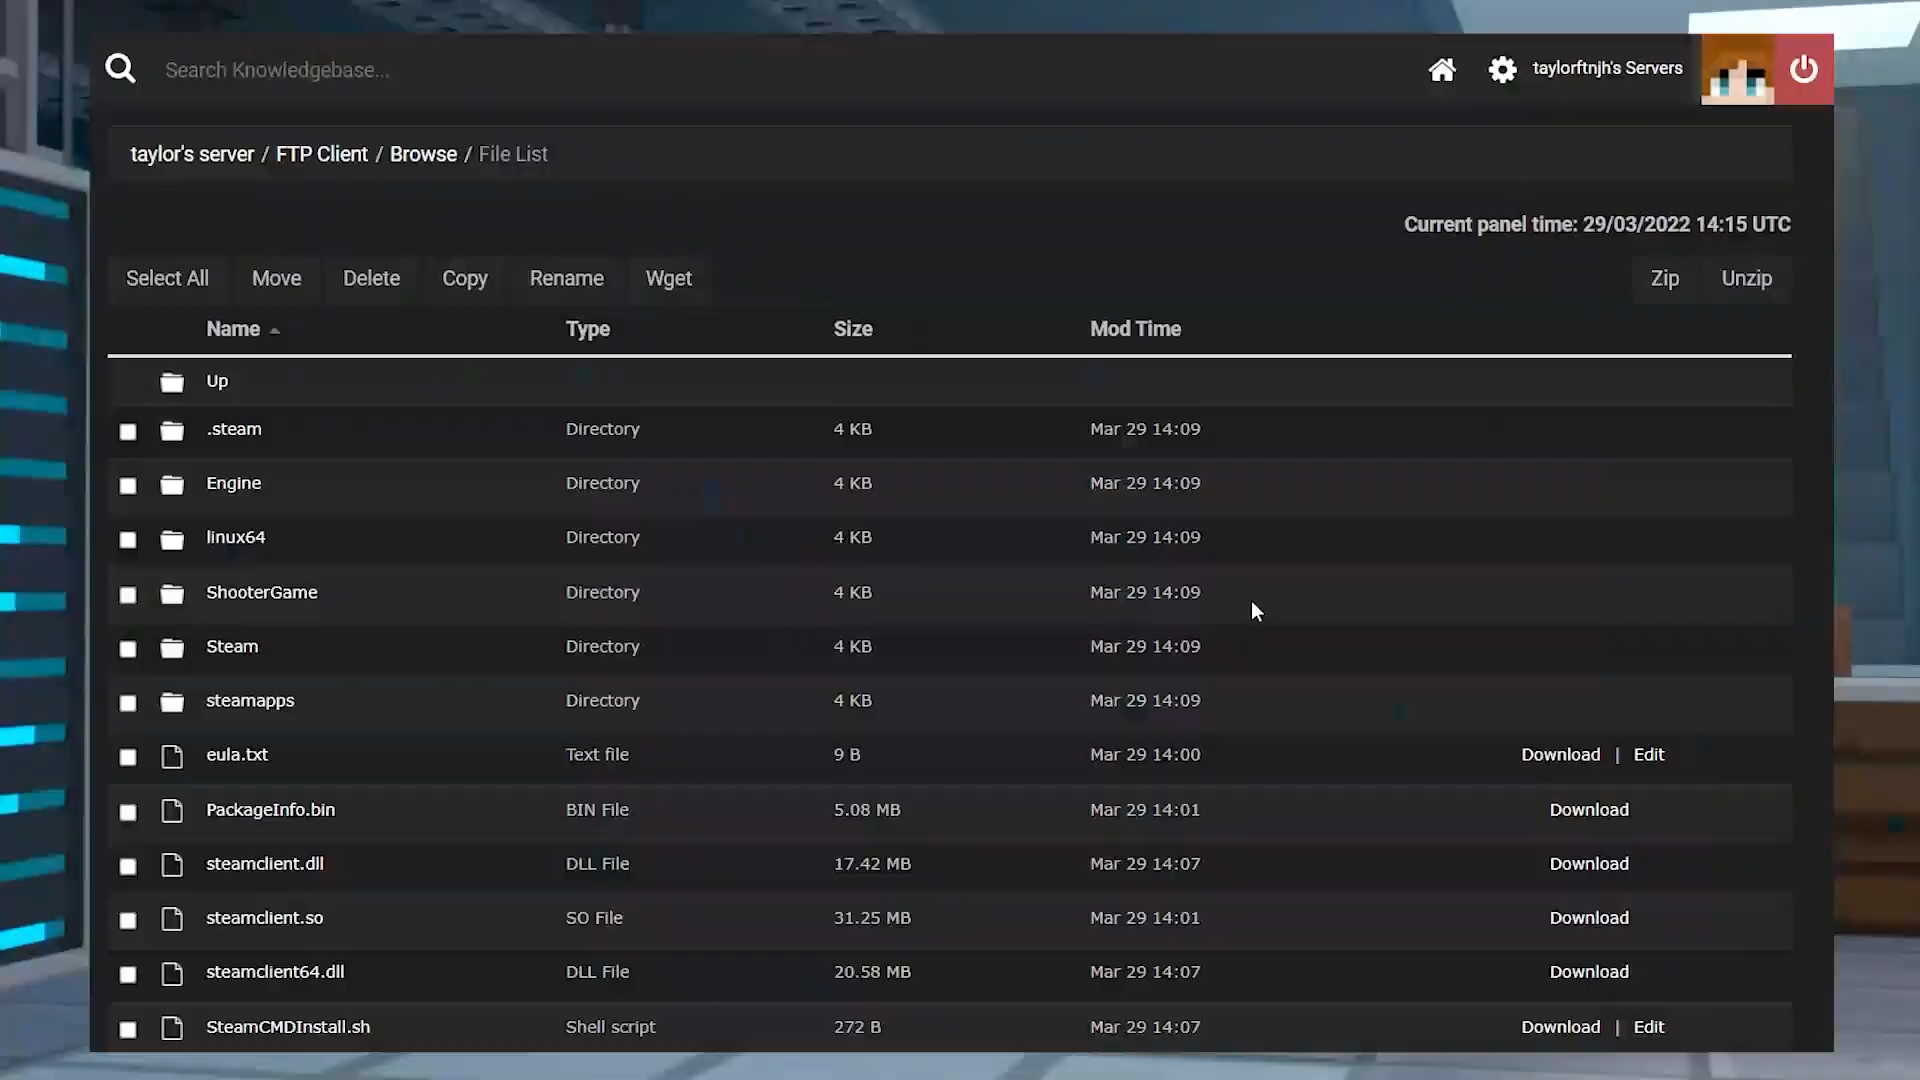 Search Knowledgebase...
taylorftnjh's Servers
taylor's server / FTP Client / Browse / File List
Current panel time: 29/03/2022 14:15 UTC
Select All Move Delete Copy Rename Wget Zip Unzip
Name Type Size Mod Time
Up
.steam Directory 4 KB Mar 29 14:09
Engine Directory 4 KB Mar 29 14:09
linux64 Directory 4 KB Mar 29 14:09
ShooterGame Directory 4 KB Mar 29 14:09
Steam Directory 4 KB Mar 29 14:09
steamapps Directory 4 KB Mar 29 14:09
eula.txt Text file 9 B Mar 29 14:00 Download | Edit
PackageInfo.bin BIN File 5.08 MB Mar 29 14:01 Download
steamclient.dll DLL File 17.42 MB Mar 29 14:07 Download
steamclient.so SO File 31.25 MB Mar 29 14:01 Download
steamclient64.dll DLL File 20.58 MB Mar 29 14:07 Download
SteamCMDInstall.sh Shell script 272 B Mar 29 14:07 Download | Edit